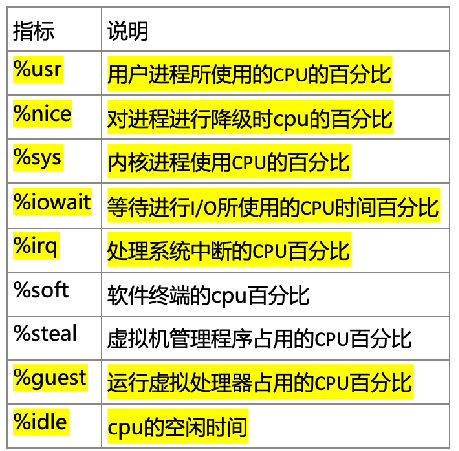 指标 说明
%usr 用户进程所使用的CPU的百分比
%nice 对进程进行降级时cpu的百分比
%sys 内核进程使用CPU的百分比
%iowait 等待进行I/O所使用的CPU时间百分比
%irq 处理系统中断的CPU百分比
%soft 软件终端的cpu百分比
%steal 虚拟机管理程序占用的CPU百分比
%guest 运行虚拟处理器占用的CPU百分比
%idle cpu的空闲时间